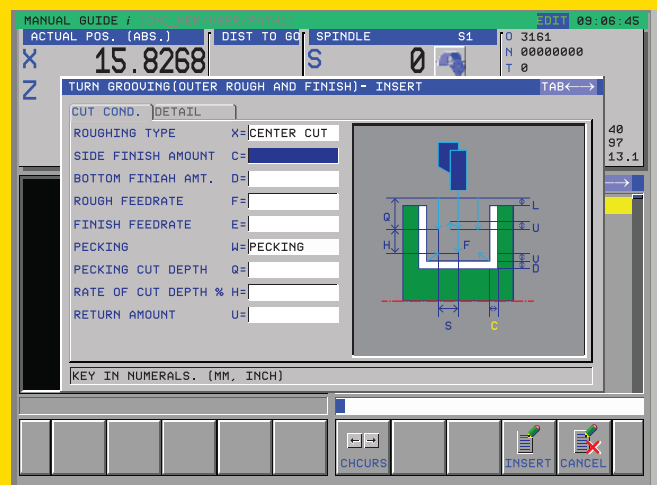 MANUAL GUIDE i
EDIT 09:06:45
ACTUAL POS. (ABS.) DIST TO GO SPINDLE S1 O 3161
X 15.8268 S 0 N 00000000
T 0
Z
TURN GROOVING(OUTER ROUGH AND FINISH)- INSERT TAB←→
CUT COND. DETAIL
ROUGHING TYPE X=CENTER CUT
SIDE FINISH AMOUNT C=
BOTTOM FINIAH AMT. D=
ROUGH FEEDRATE F=
FINISH FEEDRATE E=
PECKING W=PECKING
PECKING CUT DEPTH Q=
RATE OF CUT DEPTH % H=
RETURN AMOUNT U=
L
Q
U
H
F
U
D
S
C
40
97
13.1
→
KEY IN NUMERALS. (MM, INCH)
←→
CHCURS INSERT CANCEL